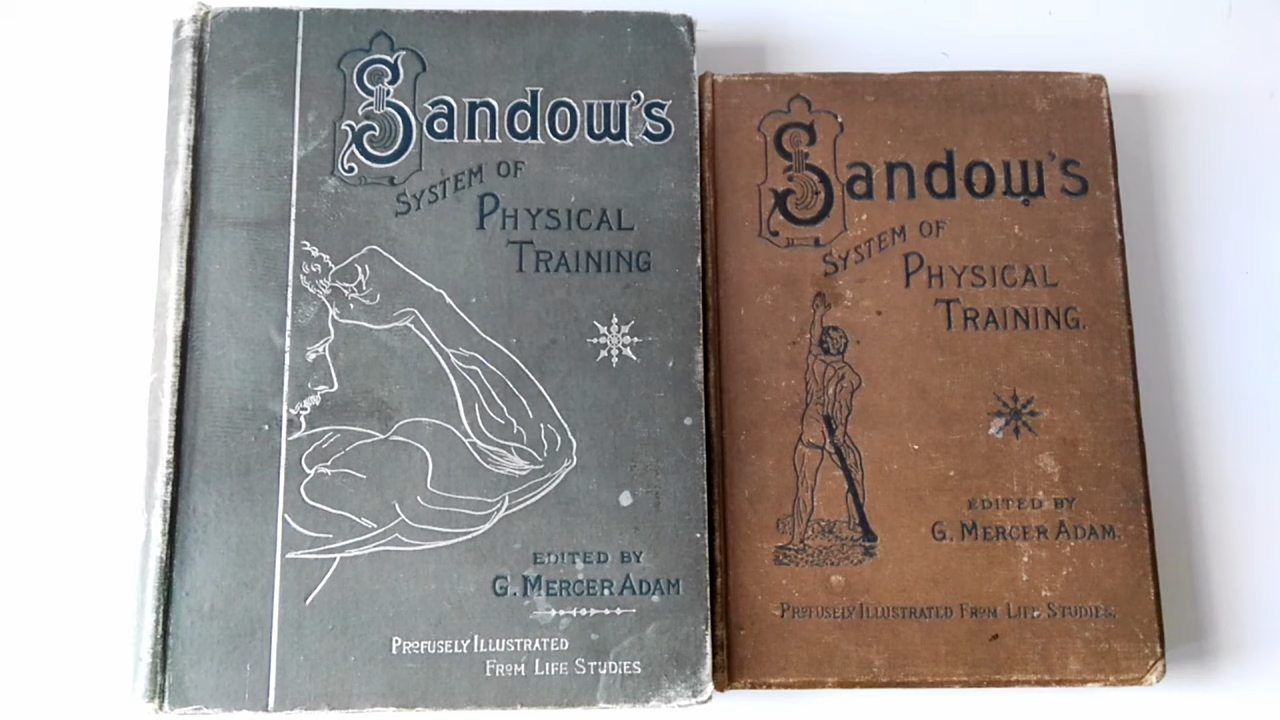 Sandow's
SYSTEM OF
PHYSICAL
TRAINING
EDITED BY
G. MERCER ADAM
PROFUSELY ILLUSTRATED
FROM LIFE STUDIES
Sandow's
SYSTEM OF
PHYSICAL
TRAINING.
EDITED BY
G. MERCER ADAM.
PROFUSELY ILLUSTRATED FROM LIFE STUDIES.